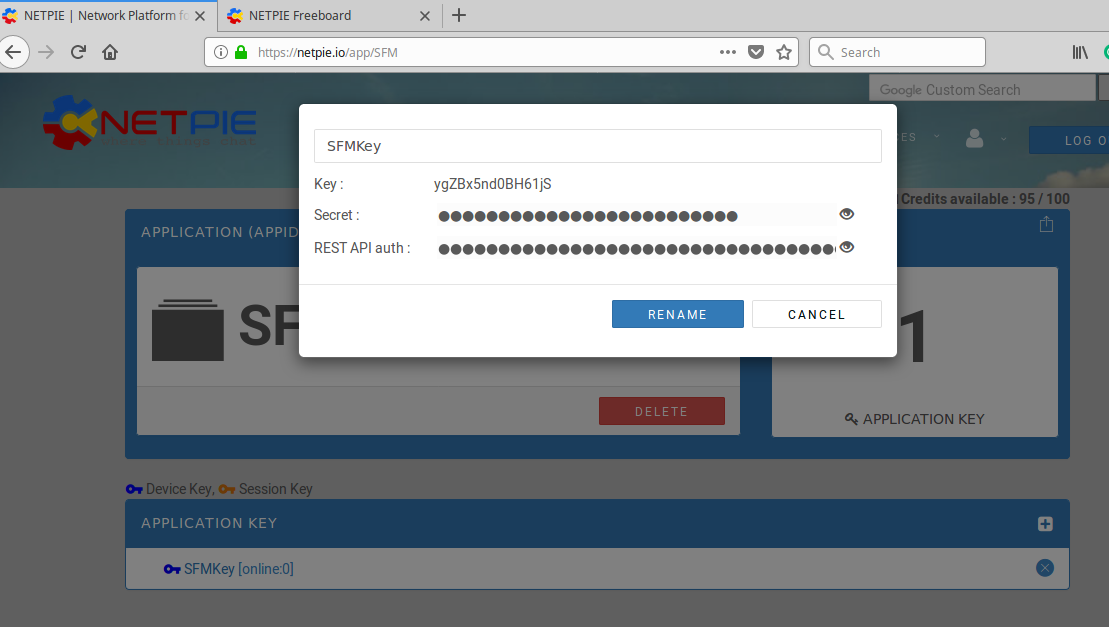 NETPIE | Network Platform fo
NETPIE Freeboard
https://netpie.io/app/SFM
Search
Google Custom Search
NETPIE
LOG O
Credits available : 95 / 100
APPLICATION (APPID
SF
1
DELETE
APPLICATION KEY
SFMKey
Key :
ygZBx5nd0BH61jS
Secret :
●●●●●●●●●●●●●●●●●●●●●●●●●
REST API auth :
●●●●●●●●●●●●●●●●●●●●●●●●●●●●●●●●●
RENAME
CANCEL
Device Key, Session Key
APPLICATION KEY
SFMKey [online:0]